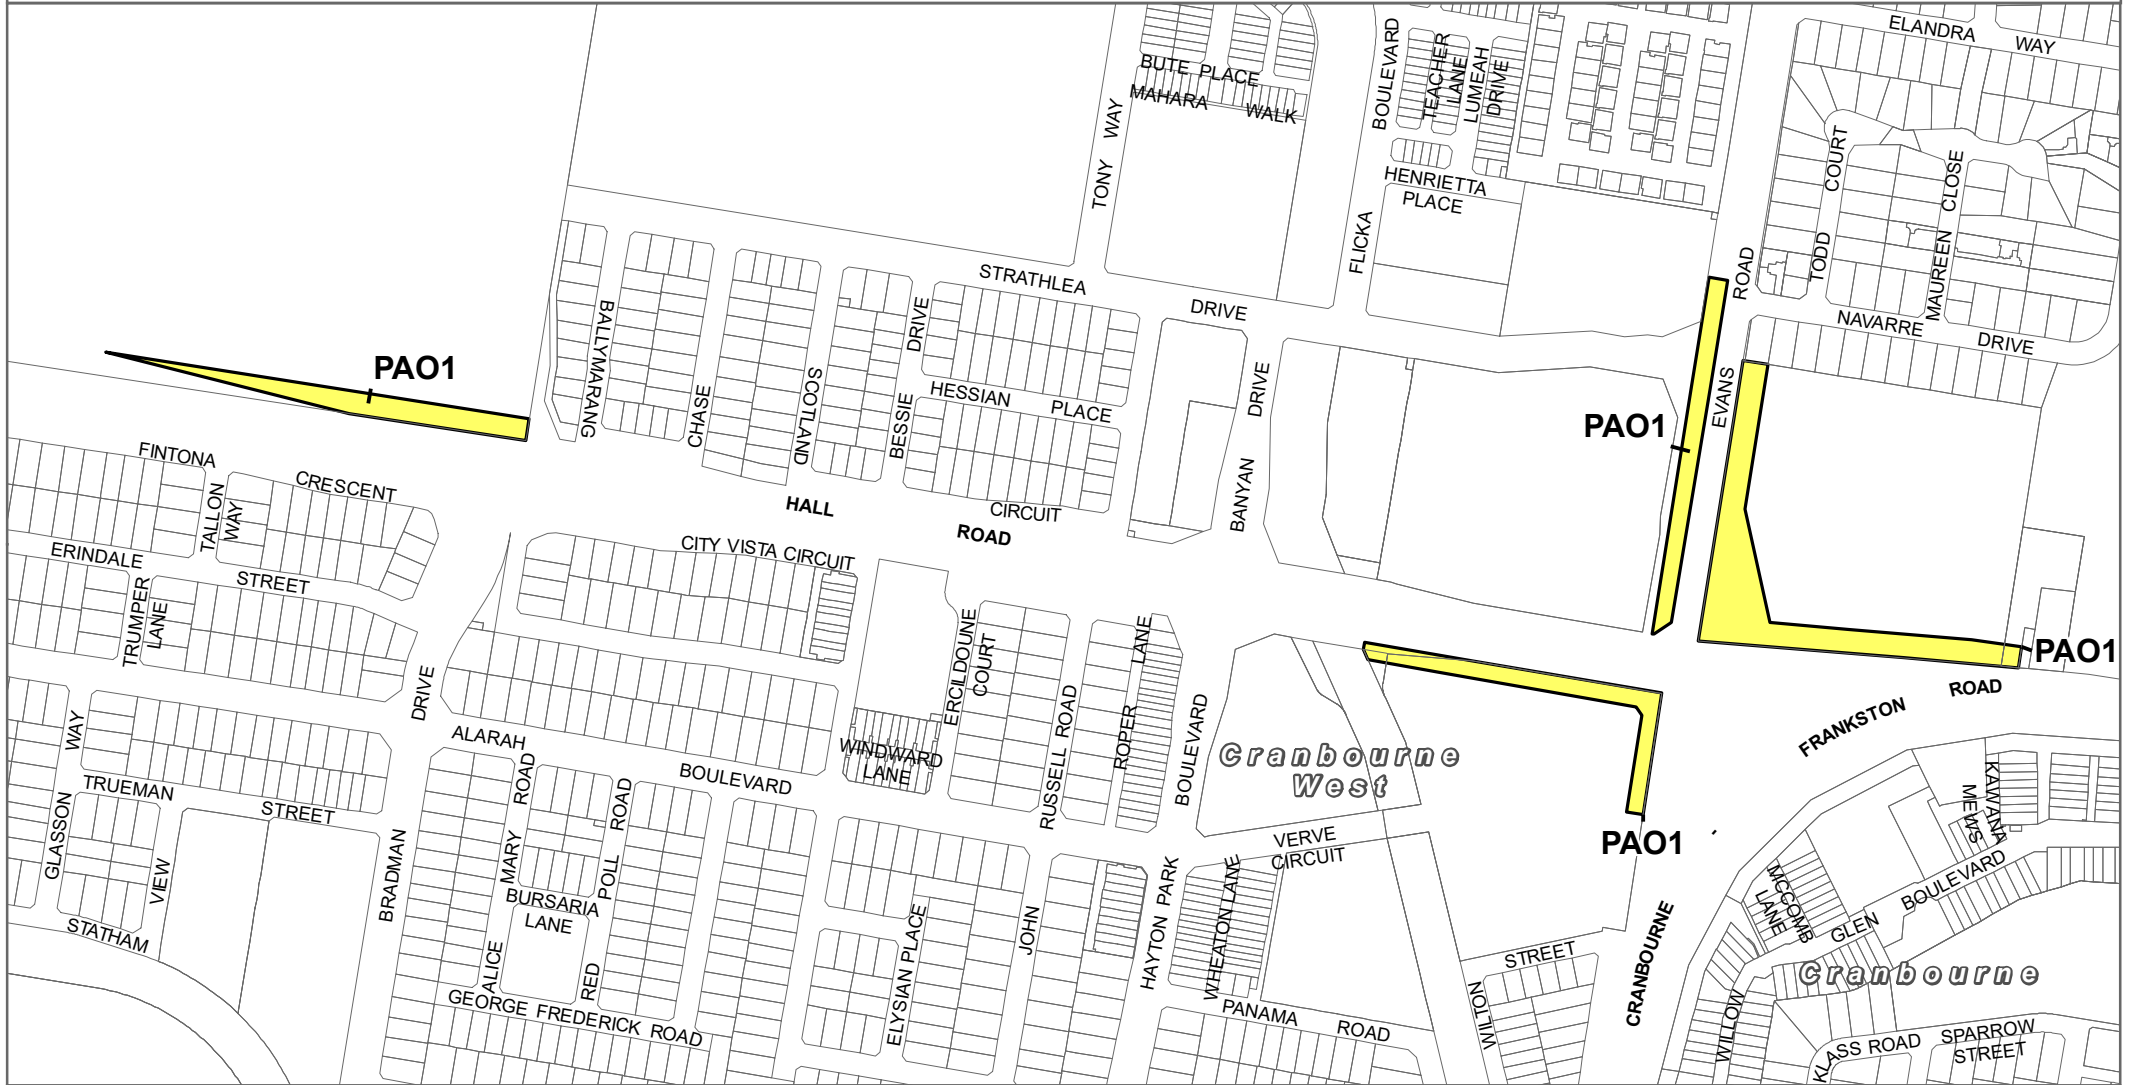 ELANDRA WAY
BUTE PLACE
MAHARA WALK
TONY WAY
BOULEVARD
FLICKA
TEACHER
LANE
LUMEAH
DRIVE
HENRIETTA
PLACE
COURT
TODD
MAUREEN CLOSE
ROAD
EVANS
NAVARRE DRIVE
STRATHLEA DRIVE
BALLYMARANG
CHASE
SCOTLAND
BESSIE DRIVE
HESSIAN PLACE
CIRCUIT
BANYAN DRIVE
PAO1
PAO1
PAO1
PAO1
HALL ROAD
FINTONA
CRESCENT
TALLON
WAY
ERINDALE
STREET
TRUMPER
LANE
CITY VISTA CIRCUIT
ERCILDOUNE
COURT
RUSSELL ROAD
ROPER LANE
BOULEVARD
HAYTON PARK
DRIVE
BRADMAN
ALARAH
BOULEVARD
WINDWARD
LANE
Cranbourne
West
FRANKSTON ROAD
CRANBOURNE
KAWANA
MEWS
WAY
GLASSON
TRUEMAN
STREET
VIEW
STATHAM
MARY ROAD
ALICE
POLL ROAD
RED
BURSARIA
LANE
GEORGE FREDERICK ROAD
ELYSIAN PLACE
JOHN
VERVE
CIRCUIT
WHEATON LANE
PANAMA ROAD
STREET
WILTON
MCCOMB
LANE
GLEN BOULEVARD
Cranbourne
WILLOW
KLASS ROAD
SPARROW
STREET